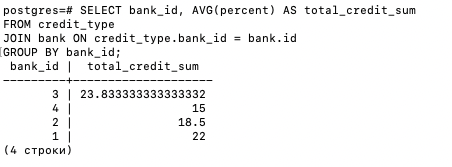 postgres=# SELECT bank_id, AVG(percent) AS total_credit_sum
FROM credit_type
JOIN bank ON credit_type.bank_id = bank.id
[GROUP BY bank_id;
 bank_id |  total_credit_sum
---------+--------------------
       3 | 23.833333333333332
       4 |                 15
       2 |               18.5
       1 |                 22
(4 строки)